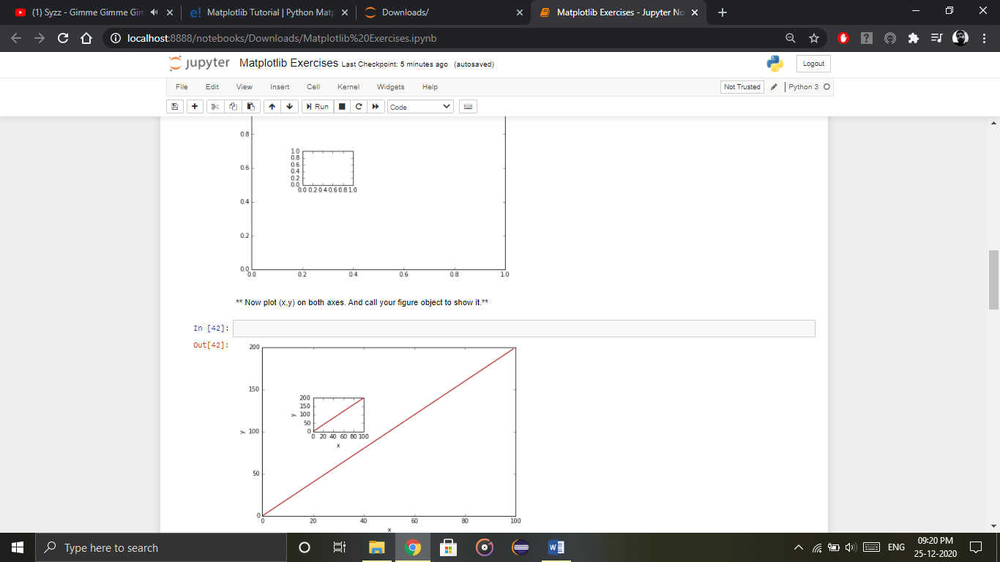 (1) Syzz - Gimme Gimme Gim
Matplotlib Tutorial | Python Matp
Downloads/
Matplotlib Exercises - Jupyter No
localhost:8888/notebooks/Downloads/Matplotlib%20Exercises.ipynb
jupyter Matplotlib Exercises Last Checkpoint: 5 minutes ago (autosaved)
Logout
File Edit View Insert Cell Kernel Widgets Help
Not Trusted
Python 3
Run
Code
0.8
0.6
0.4
0.2
0.0
0.0 0.2 0.4 0.6 0.8 1.0
1.0
0.8
0.6
0.4
0.2
0.0
0.0 0.2 0.4 0.6 0.8 1.0
** Now plot (x,y) on both axes. And call your figure object to show it.**
In [42]:
Out[42]:
200
150
100
50
0
y
0 20 40 60 80 100
x
200
150
100
50
0
y
0 20 40 60 80 100
x
Type here to search
ENG
09:20 PM
25-12-2020